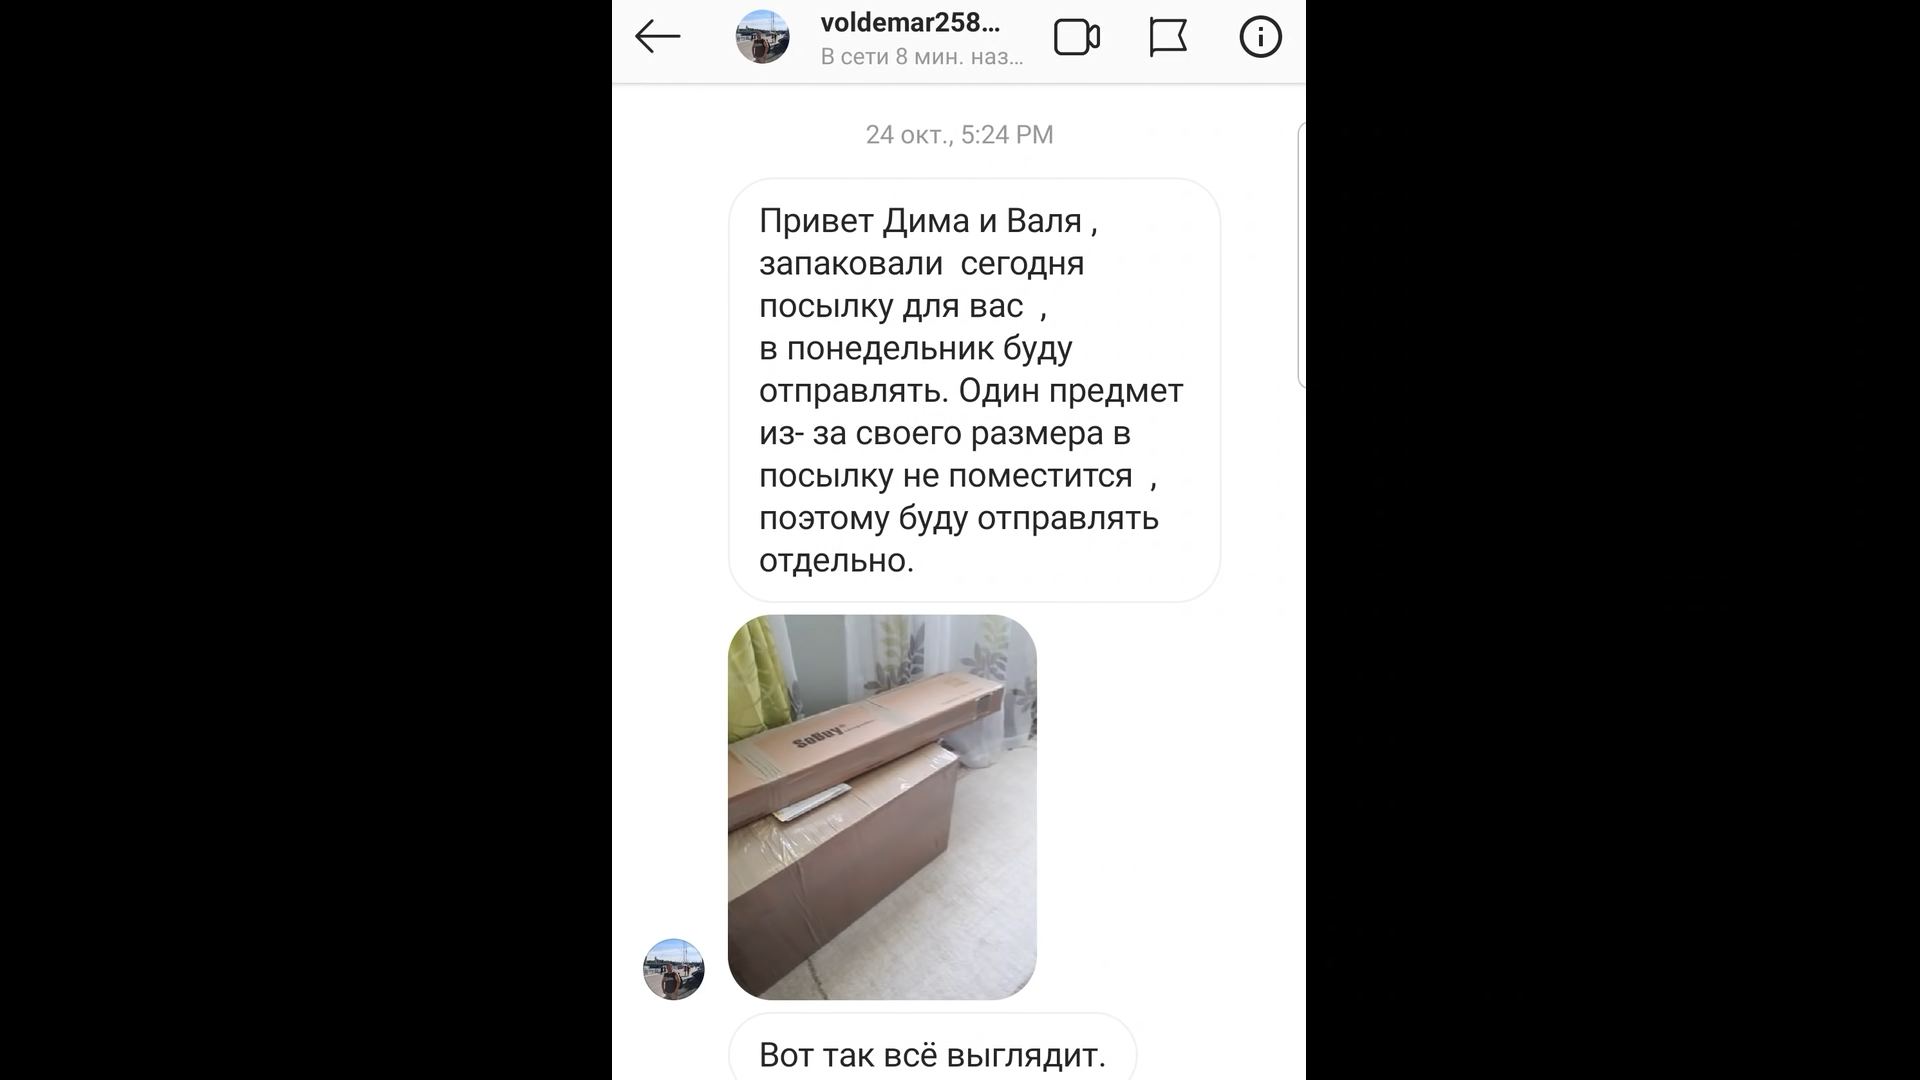 voldemar258...
В сети 8 мин. наз...
24 окт., 5:24 PM
Привет Дима и Валя ,
запаковали  сегодня
посылку для вас  ,
в понедельник буду
отправлять. Один предмет
из- за своего размера в
посылку не поместится  ,
поэтому буду отправлять
отдельно.
SoBuy®
Вот так всё выглядит.